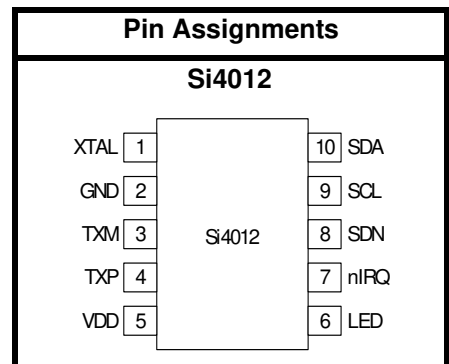 Pin Assignments
Si4012
XTAL 1 10 SDA
GND 2 9 SCL
TXM 3 Si4012 8 SDN
TXP 4 7 nIRQ
VDD 5 6 LED